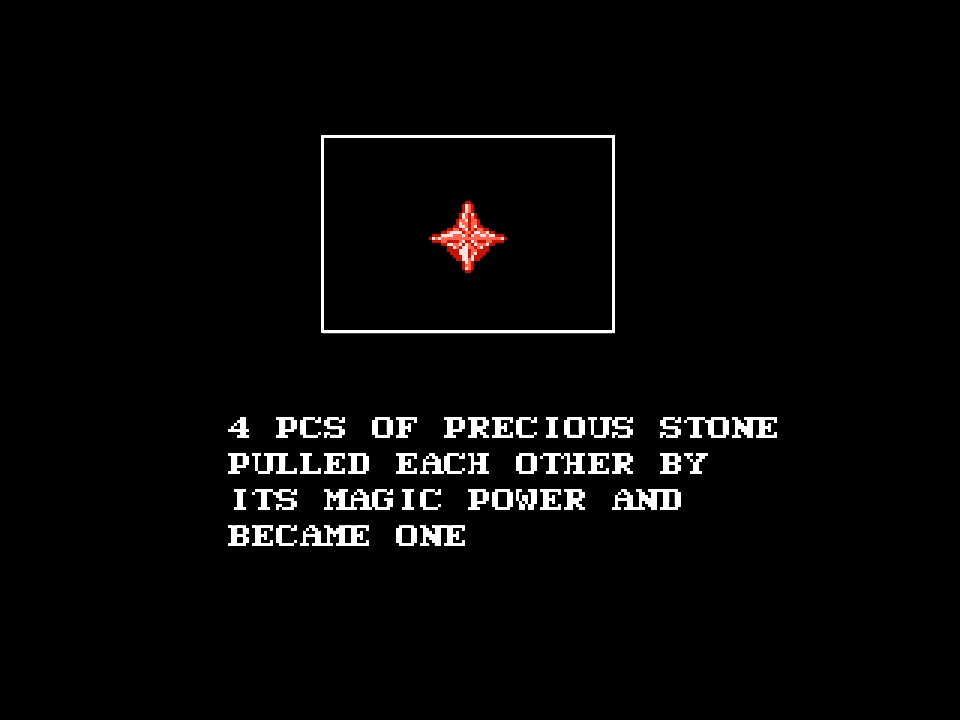 4 PCS OF PRECIOUS STONE
PULLED EACH OTHER BY
ITS MAGIC POWER AND
BECAME ONE